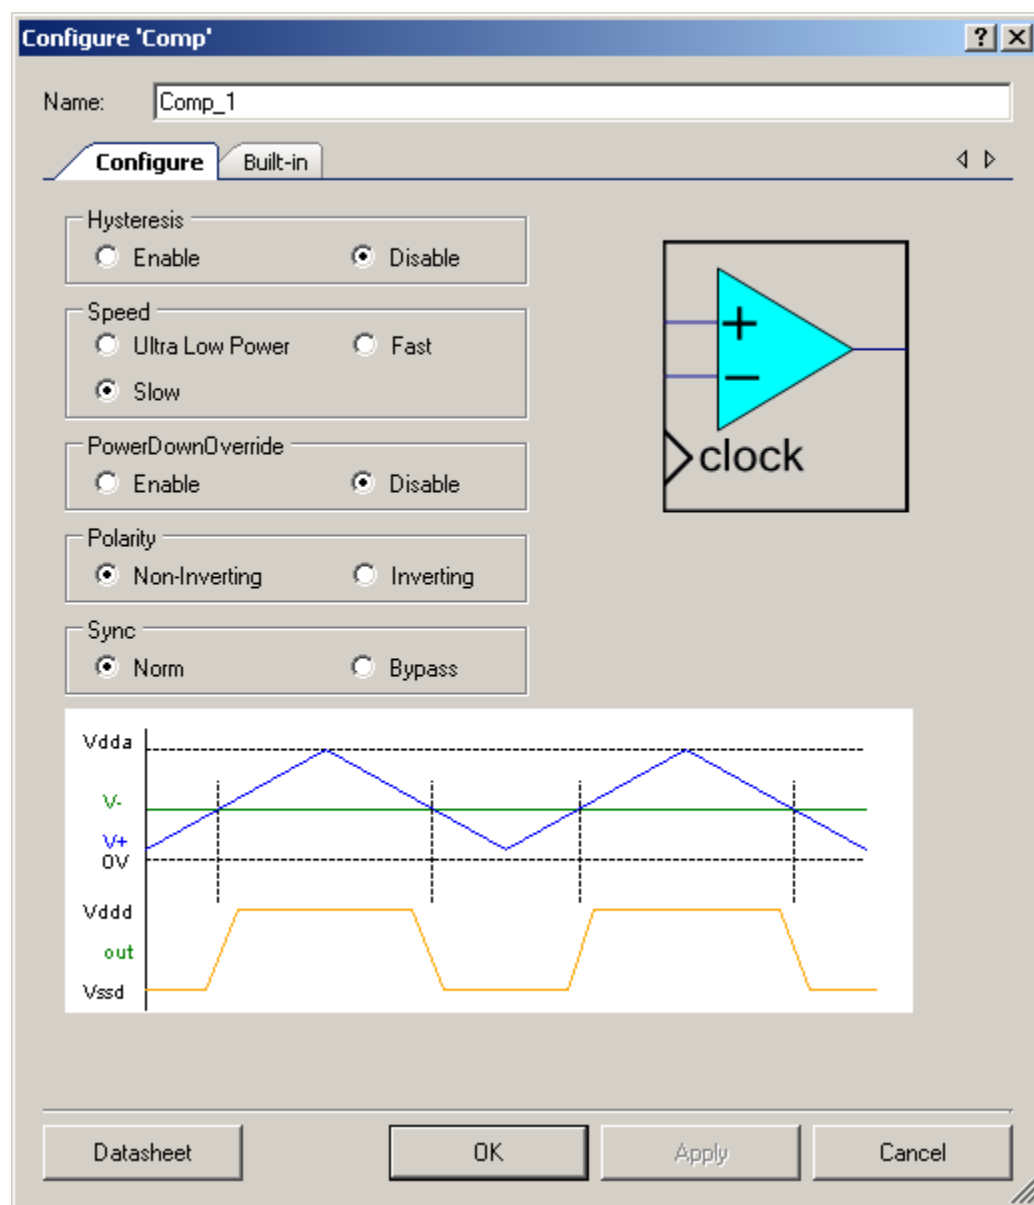 Configure 'Comp'
Name: Comp_1
Configure Built-in
Hysteresis
Enable Disable
Speed
Ultra Low Power Fast
Slow
PowerDownOverride
Enable Disable
Polarity
Non-Inverting Inverting
Sync
Norm Bypass
+
−
clock
Vdda
V-
V+
0V
Vddd
out
Vssd
Datasheet OK Apply Cancel